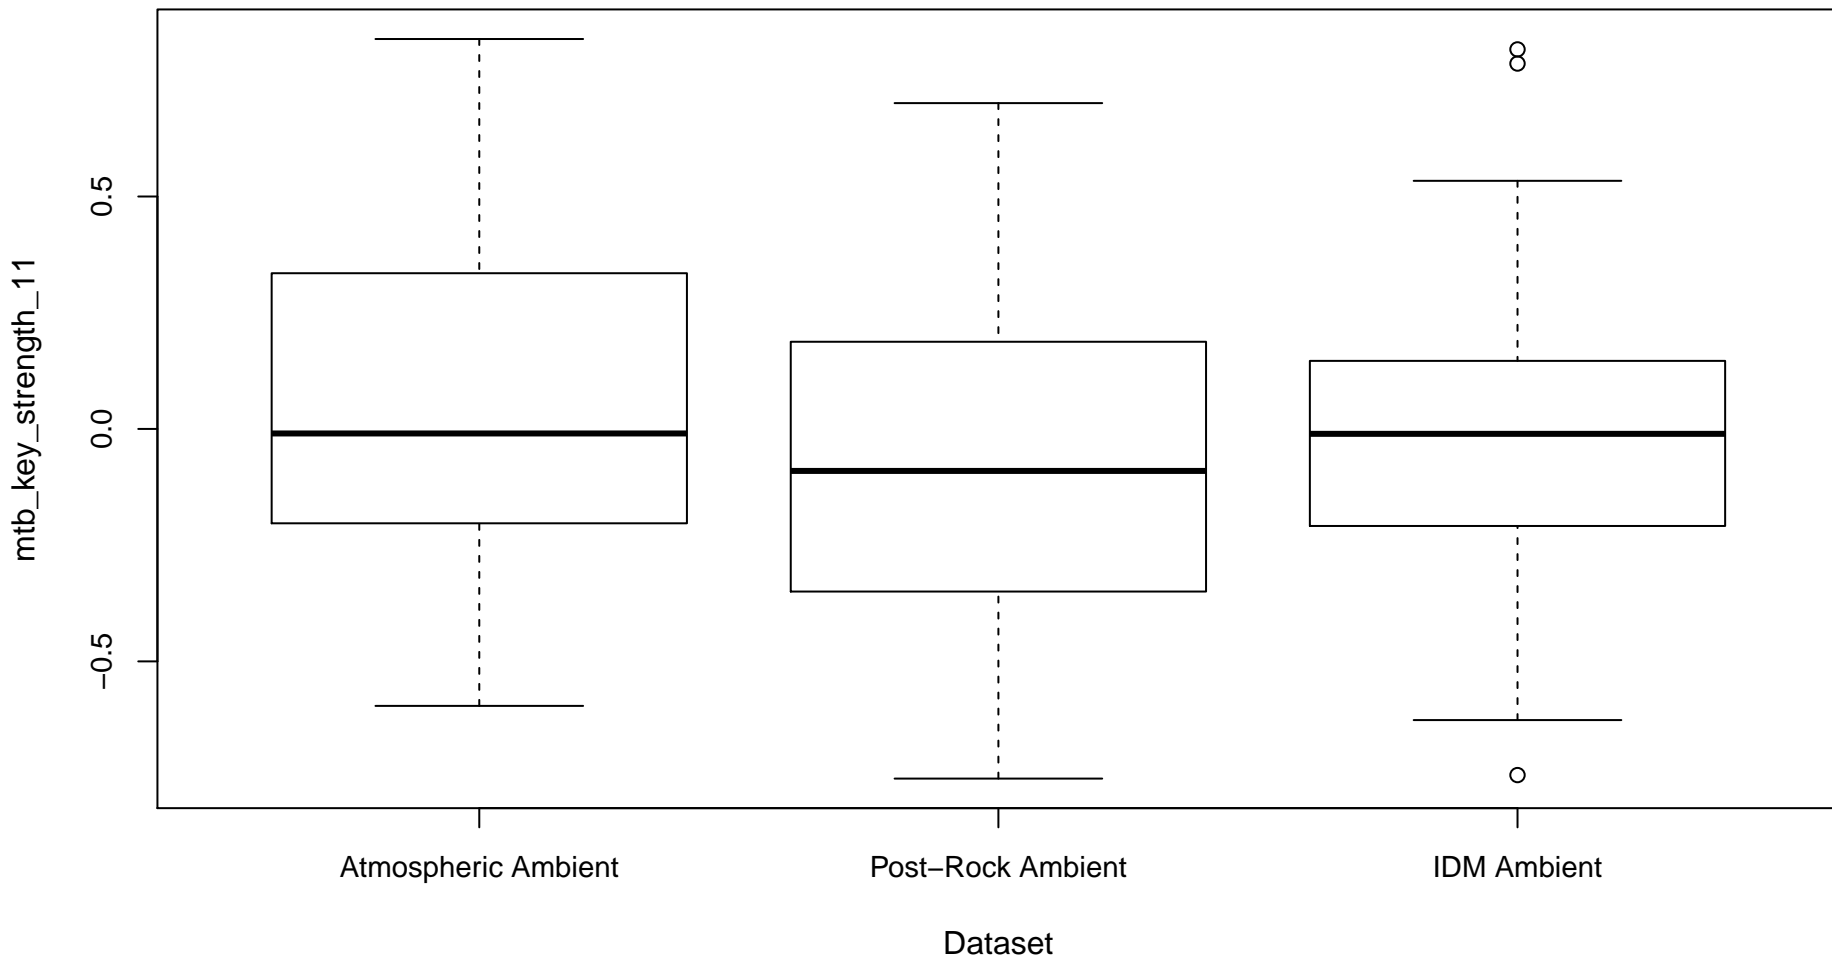 mtb_key_strength_11
0.5
0.0
−0.5
Atmospheric Ambient
Post−Rock Ambient
IDM Ambient
Dataset